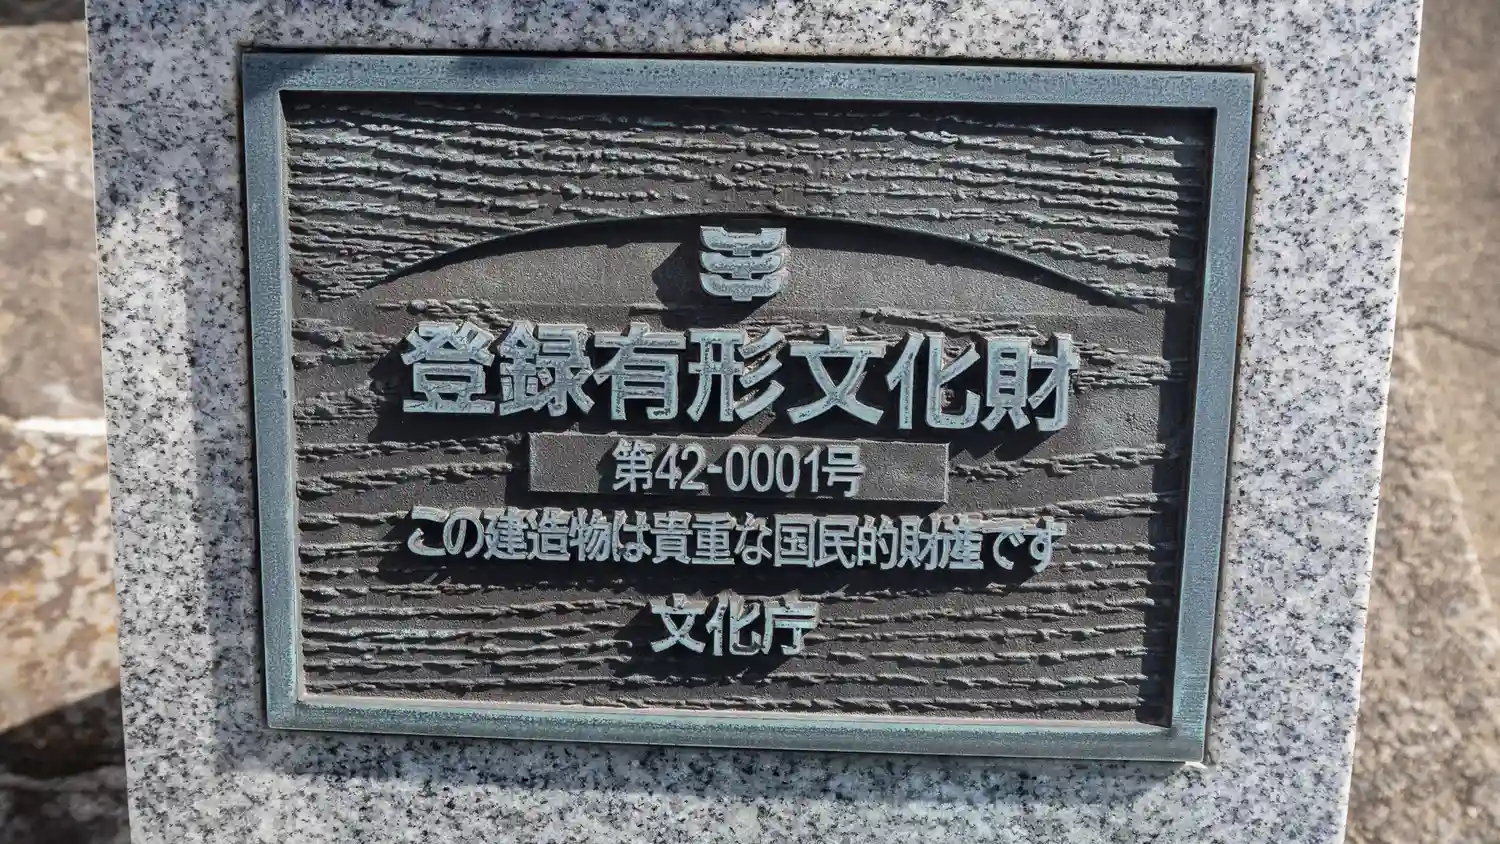 登録有形文化財
第42-0001号
この建造物は貴重な国民的財産です
文化庁